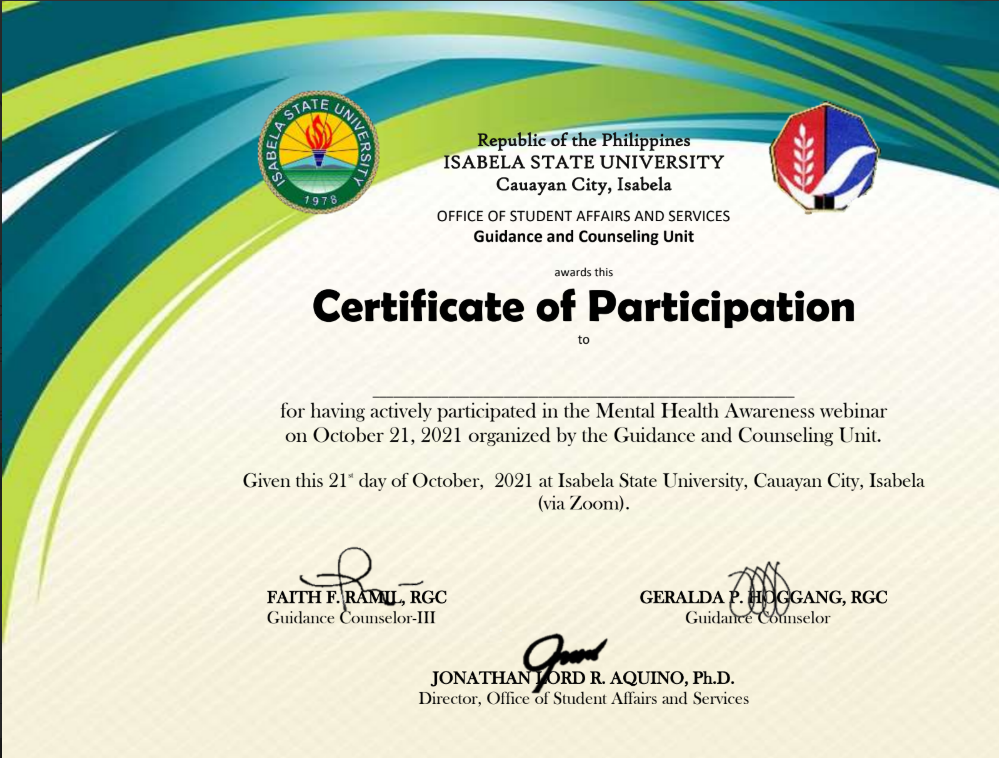 ISABELA STATE UNIVERSITY
1978
Republic of the Philippines
ISABELA STATE UNIVERSITY
Cauayan City, Isabela
OFFICE OF STUDENT AFFAIRS AND SERVICES
Guidance and Counseling Unit
awards this
Certificate of Participation
to
for having actively participated in the Mental Health Awareness webinar
on October 21, 2021 organized by the Guidance and Counseling Unit.
Given this 21st day of October,  2021 at Isabela State University, Cauayan City, Isabela
(via Zoom).
FAITH F. RAMIL, RGC
Guidance Counselor-III
GERALDA P. HOGGANG, RGC
Guidance Counselor
JONATHAN LORD R. AQUINO, Ph.D.
Director, Office of Student Affairs and Services